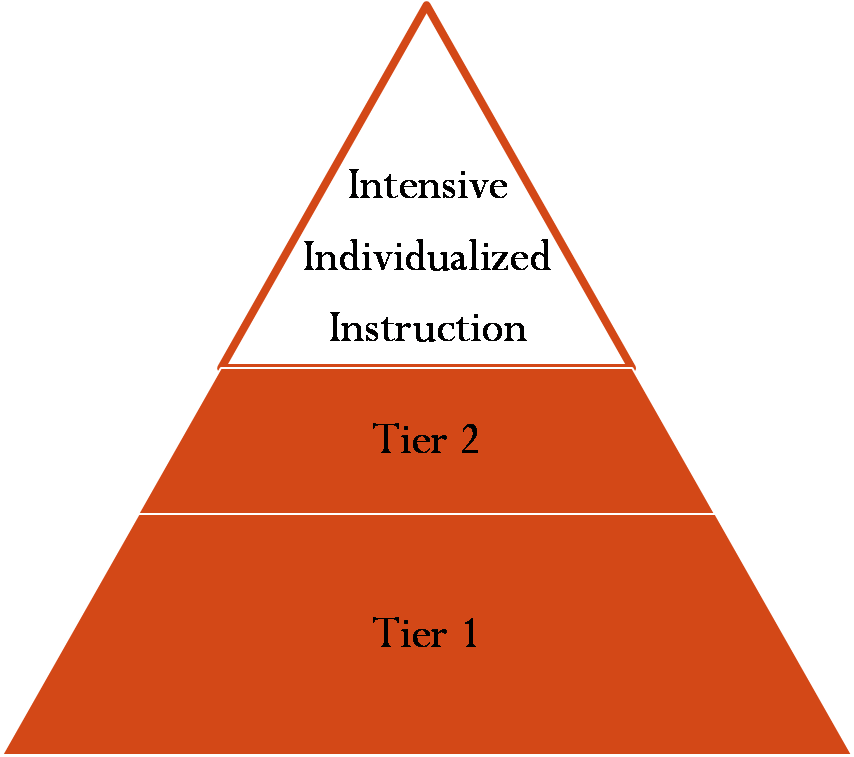 Intensive
Individualized
Instruction
Tier 2
Tier 1